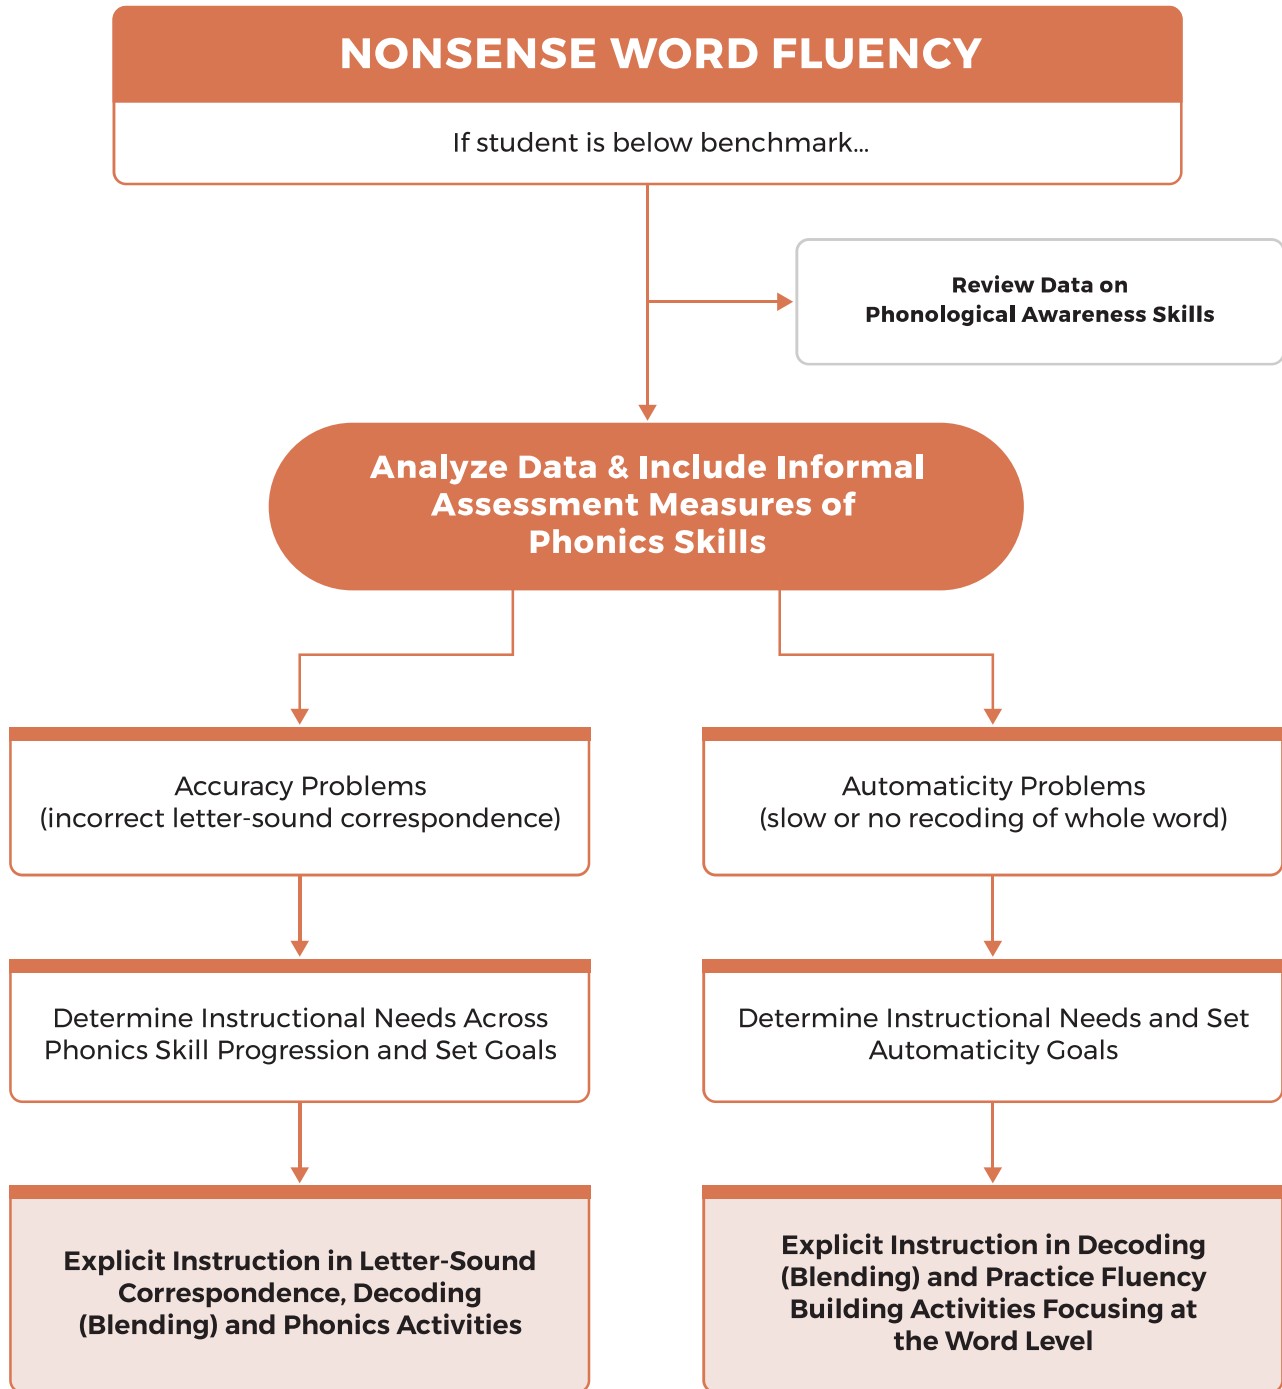 NONSENSE WORD FLUENCY
If student is below benchmark...
Review Data on
Phonological Awareness Skills
Analyze Data & Include Informal
Assessment Measures of
Phonics Skills
Accuracy Problems
(incorrect letter-sound correspondence)
Automaticity Problems
(slow or no recoding of whole word)
Determine Instructional Needs Across
Phonics Skill Progression and Set Goals
Determine Instructional Needs and Set
Automaticity Goals
Explicit Instruction in Letter-Sound
Correspondence, Decoding
(Blending) and Phonics Activities
Explicit Instruction in Decoding
(Blending) and Practice Fluency
Building Activities Focusing at
the Word Level